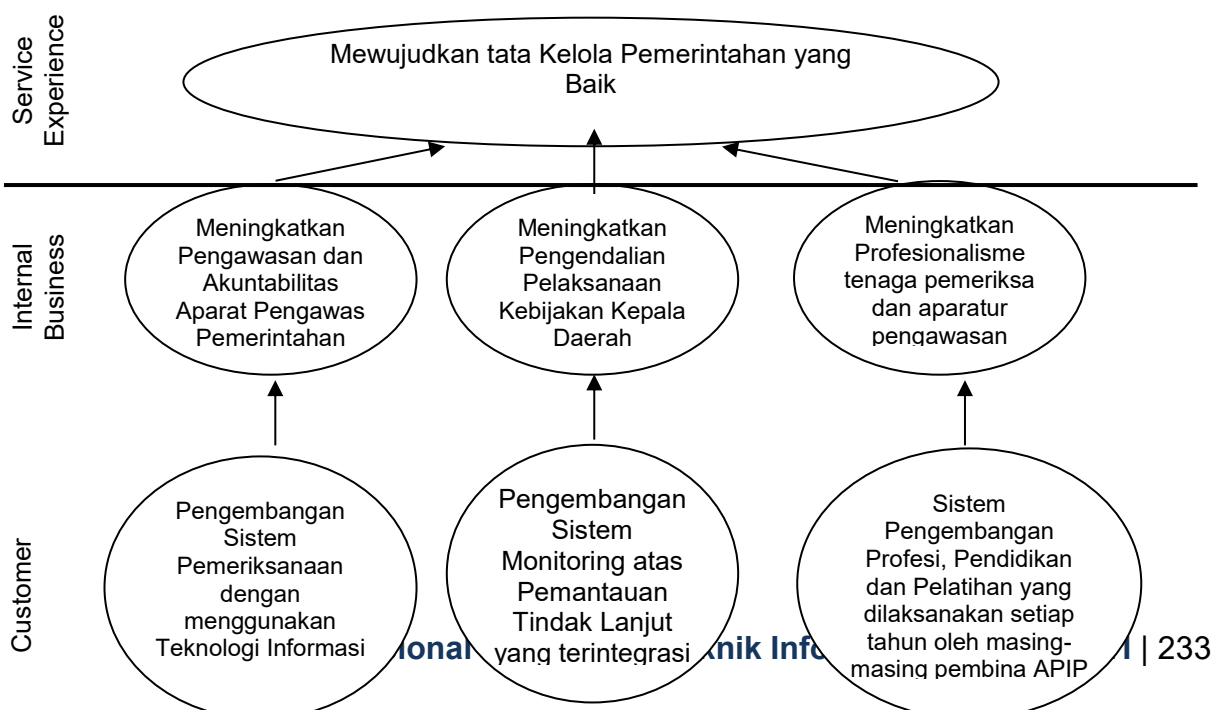 Service
Experience
Mewujudkan tata Kelola Pemerintahan yang
Baik
Internal
Business
Meningkatkan
Pengawasan dan
Akuntabilitas
Aparat Pengawas
Pemerintahan
Meningkatkan
Pengendalian
Pelaksanaan
Kebijakan Kepala
Daerah
Meningkatkan
Profesionalisme
tenaga pemeriksa
dan aparatur
pengawasan
Customer
Pengembangan
Sistem
Pemeriksanaan
dengan
menggunakan
Teknologi Informasi
Pengembangan
Sistem
Monitoring atas
Pemantauan
Tindak Lanjut
yang terintegrasi
Sistem
Pengembangan
Profesi, Pendidikan
dan Pelatihan yang
dilaksanakan setiap
tahun oleh masing-
masing pembina APIP
| 233